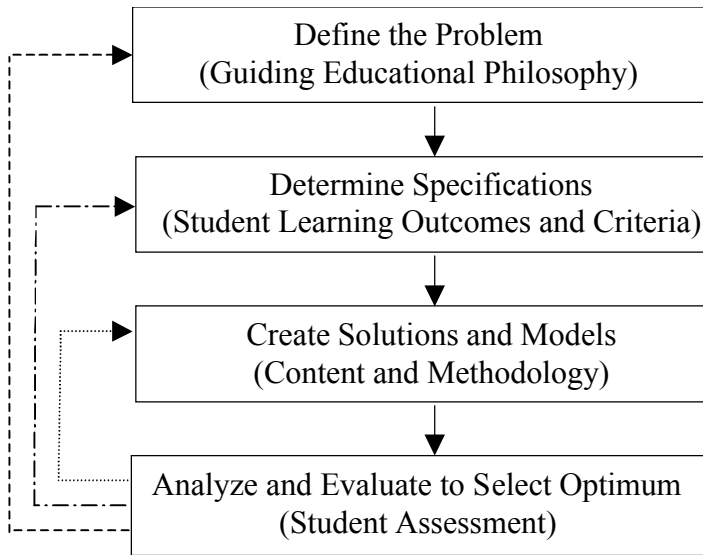 Define the Problem
(Guiding Educational Philosophy)
Determine Specifications
(Student Learning Outcomes and Criteria)
Create Solutions and Models
(Content and Methodology)
Analyze and Evaluate to Select Optimum
(Student Assessment)